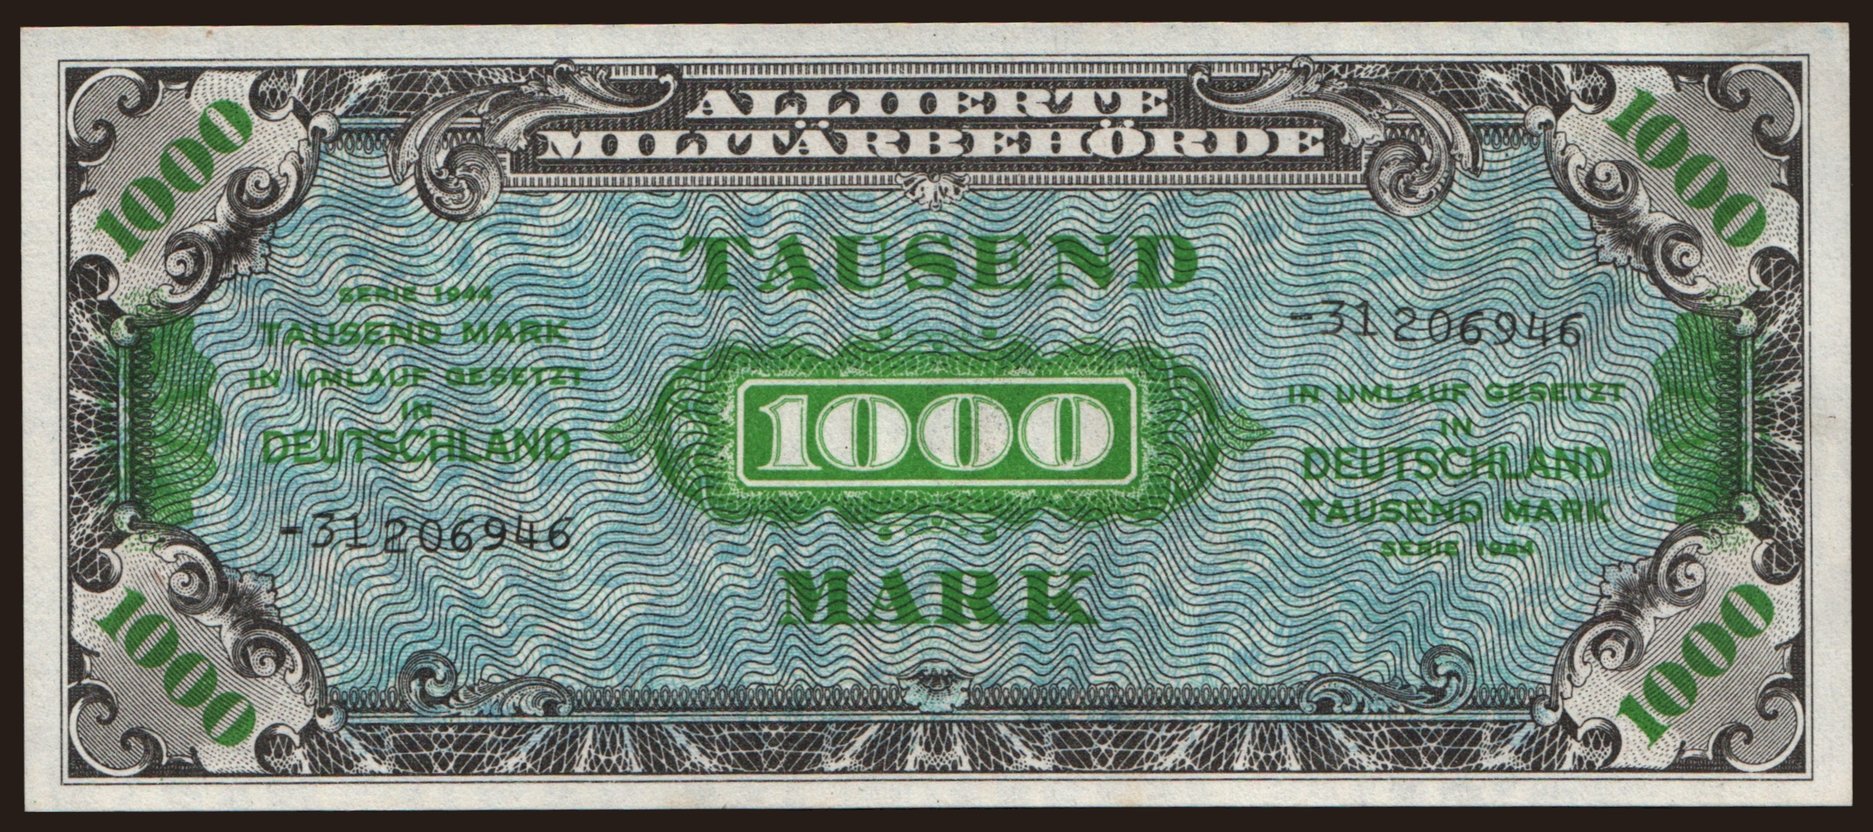 1000
ALLIIERTE
MILITÄRBEHÖRDE
1000
TAUSEND
SERIE 1944
TAUSEND MARK
IN UMLAUF GESETZT
IN
DEUTSCHLAND
-31206946
1000
-31206946
IN UMLAUF GESETZT
IN
DEUTSCHLAND
TAUSEND MARK
SERIE 1944
MARK
1000
1000